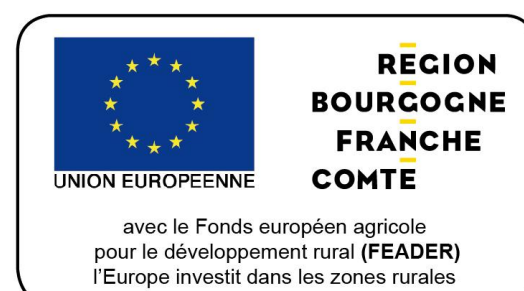 UNION EUROPEENNE
REGION
BOURGOGNE
FRANCHE
COMTE
avec le Fonds européen agricole
pour le développement rural (FEADER)
l'Europe investit dans les zones rurales